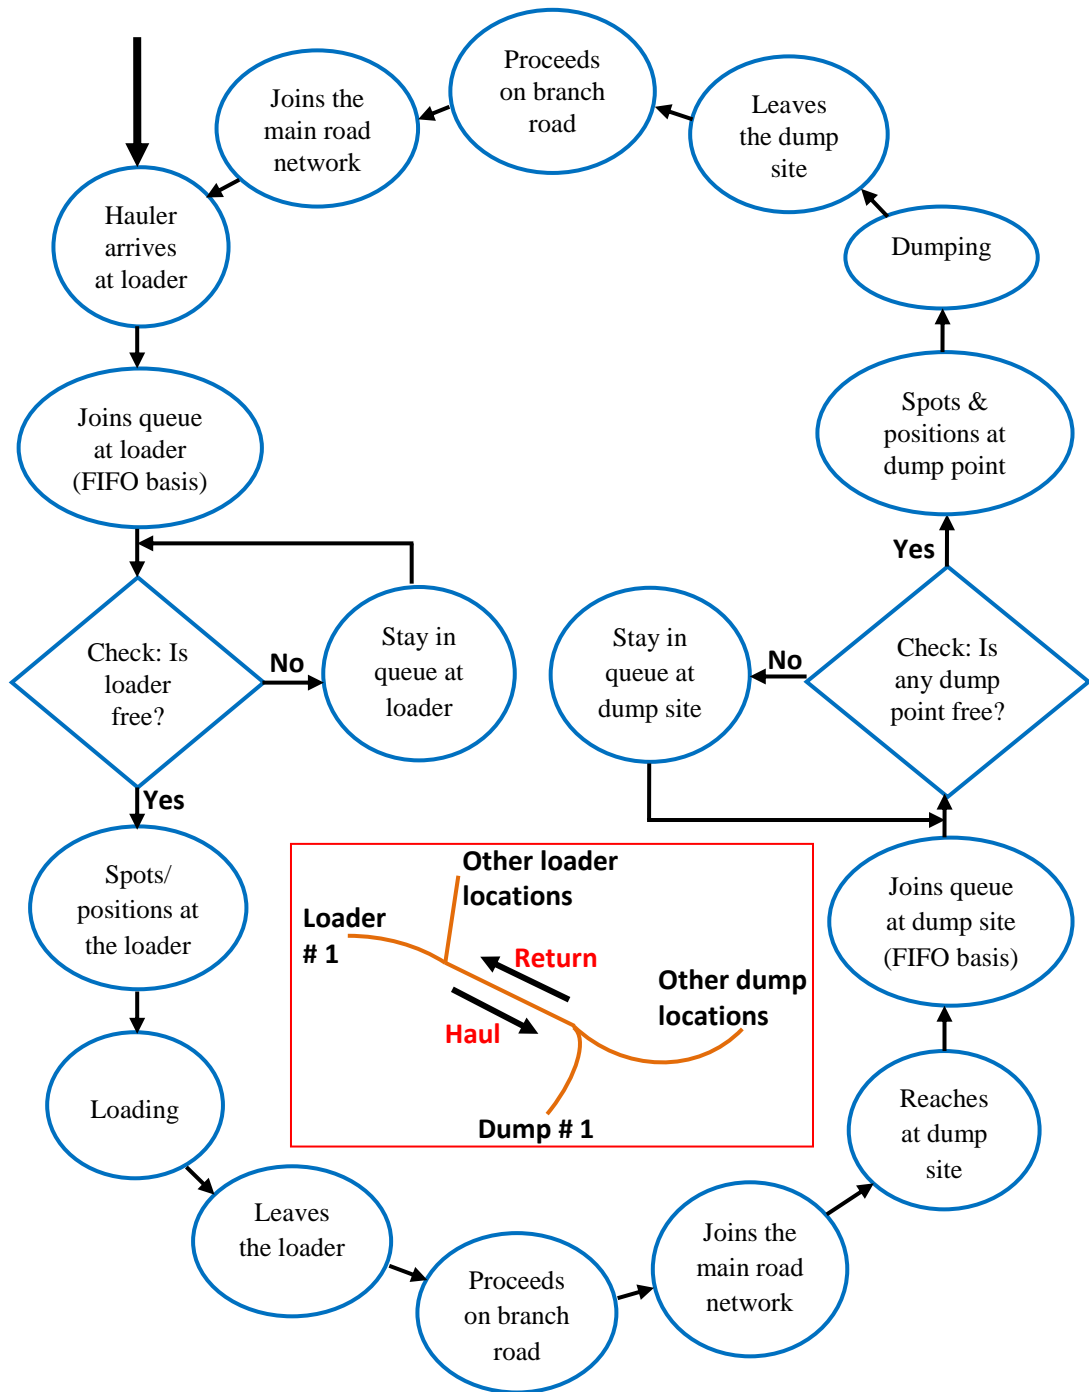 Hauler
arrives
at loader
Joins queue
at loader
(FIFO basis)
Check: Is
loader
free?
No
Stay in
queue at
loader
Yes
Spots/
positions at
the loader
Loading
Leaves
the loader
Proceeds
on branch
road
Joins the
main road
network
Reaches
at dump
site
Joins queue
at dump site
(FIFO basis)
Check: Is
any dump
point free?
No
Stay in
queue at
dump site
Yes
Spots &
positions at
dump point
Dumping
Leaves
the dump
site
Proceeds
on branch
road
Joins the
main road
network
Other loader
locations
Loader
# 1
Return
Haul
Other dump
locations
Dump # 1